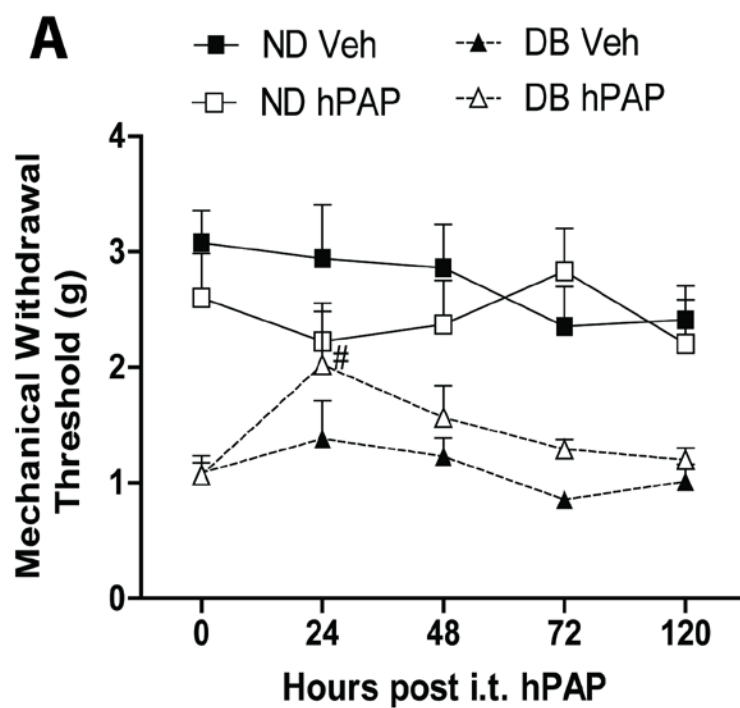 A
ND Veh
DB Veh
ND hPAP
DB hPAP
Mechanical Withdrawal
Threshold (g)
4
3
2
1
0
#
0 24 48 72 120
Hours post i.t. hPAP